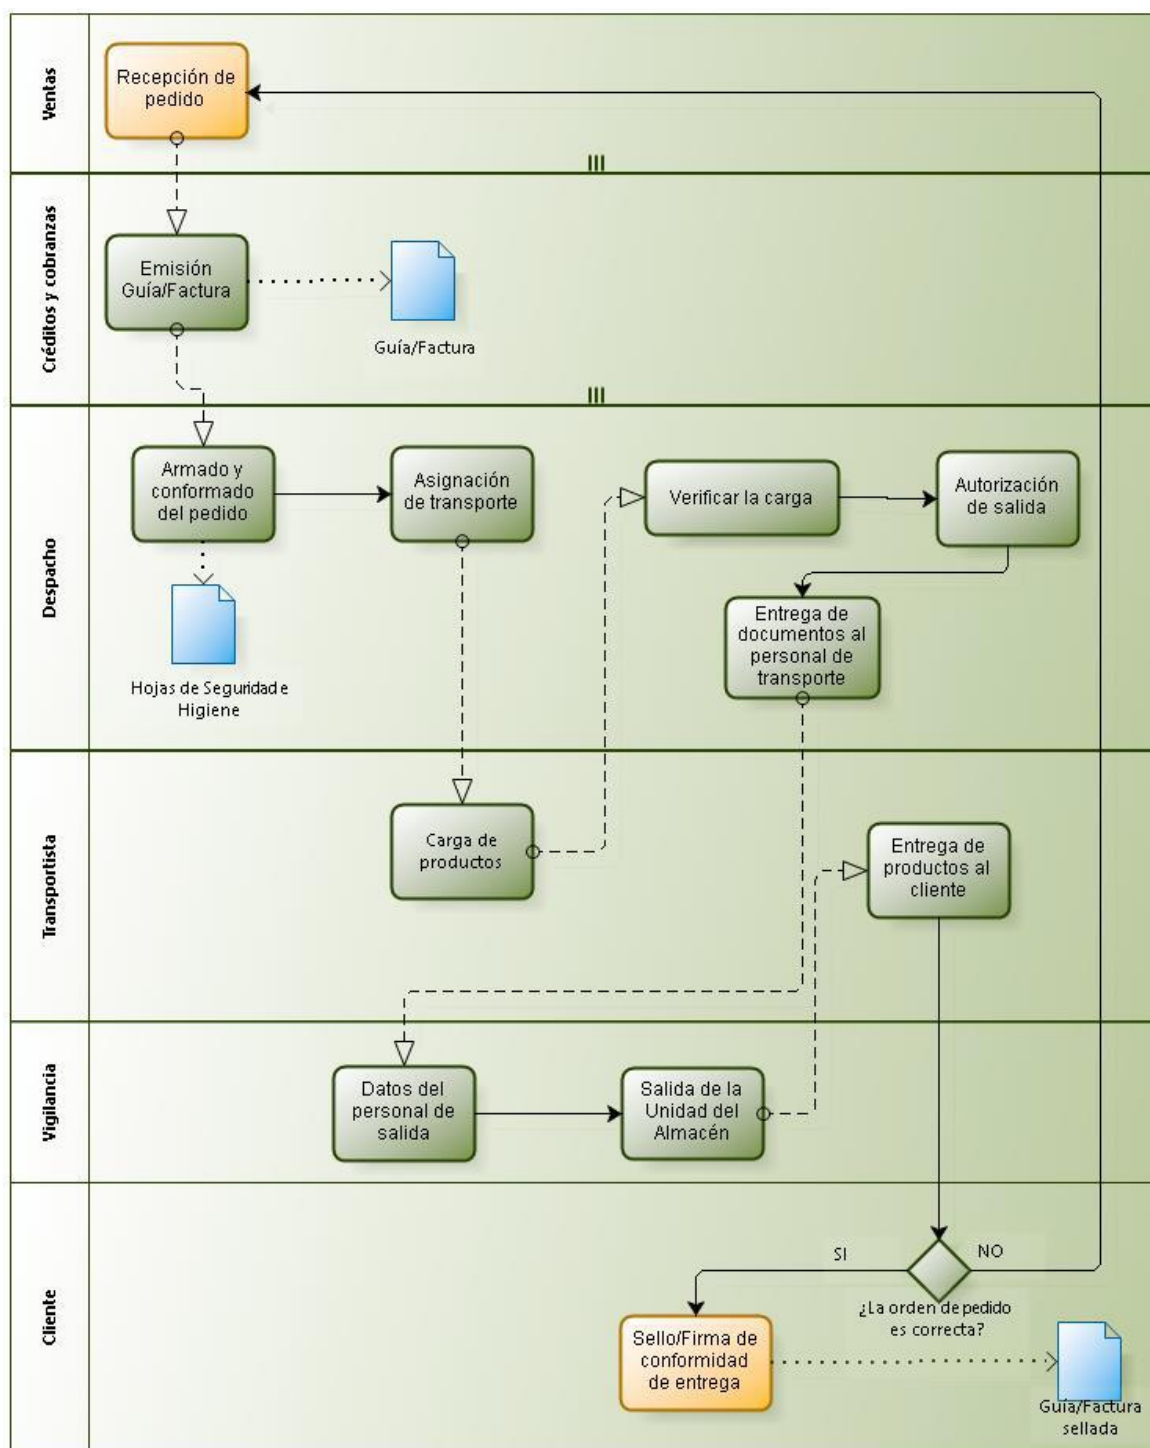 Ventas
Recepción de
pedido
Créditos y cobranzas
Emisión
Guía/Factura
Guía/Factura
Despacho
Armado y
conformado
del pedido
Asignación
de transporte
Verificar la carga
Autorización
de salida
Entrega de
documentos al
personal de
transporte
Hojas de Seguridad e
Higiene
Transportista
Carga de
productos
Entrega de
productos al
cliente
Vigilancia
Datos del
personal de
salida
Salida de la
Unidad del
Almacén
Cliente
SI
NO
¿La orden de pedido
es correcta?
Sello/Firma de
conformidad
de entrega
Guía/Factura
sellada